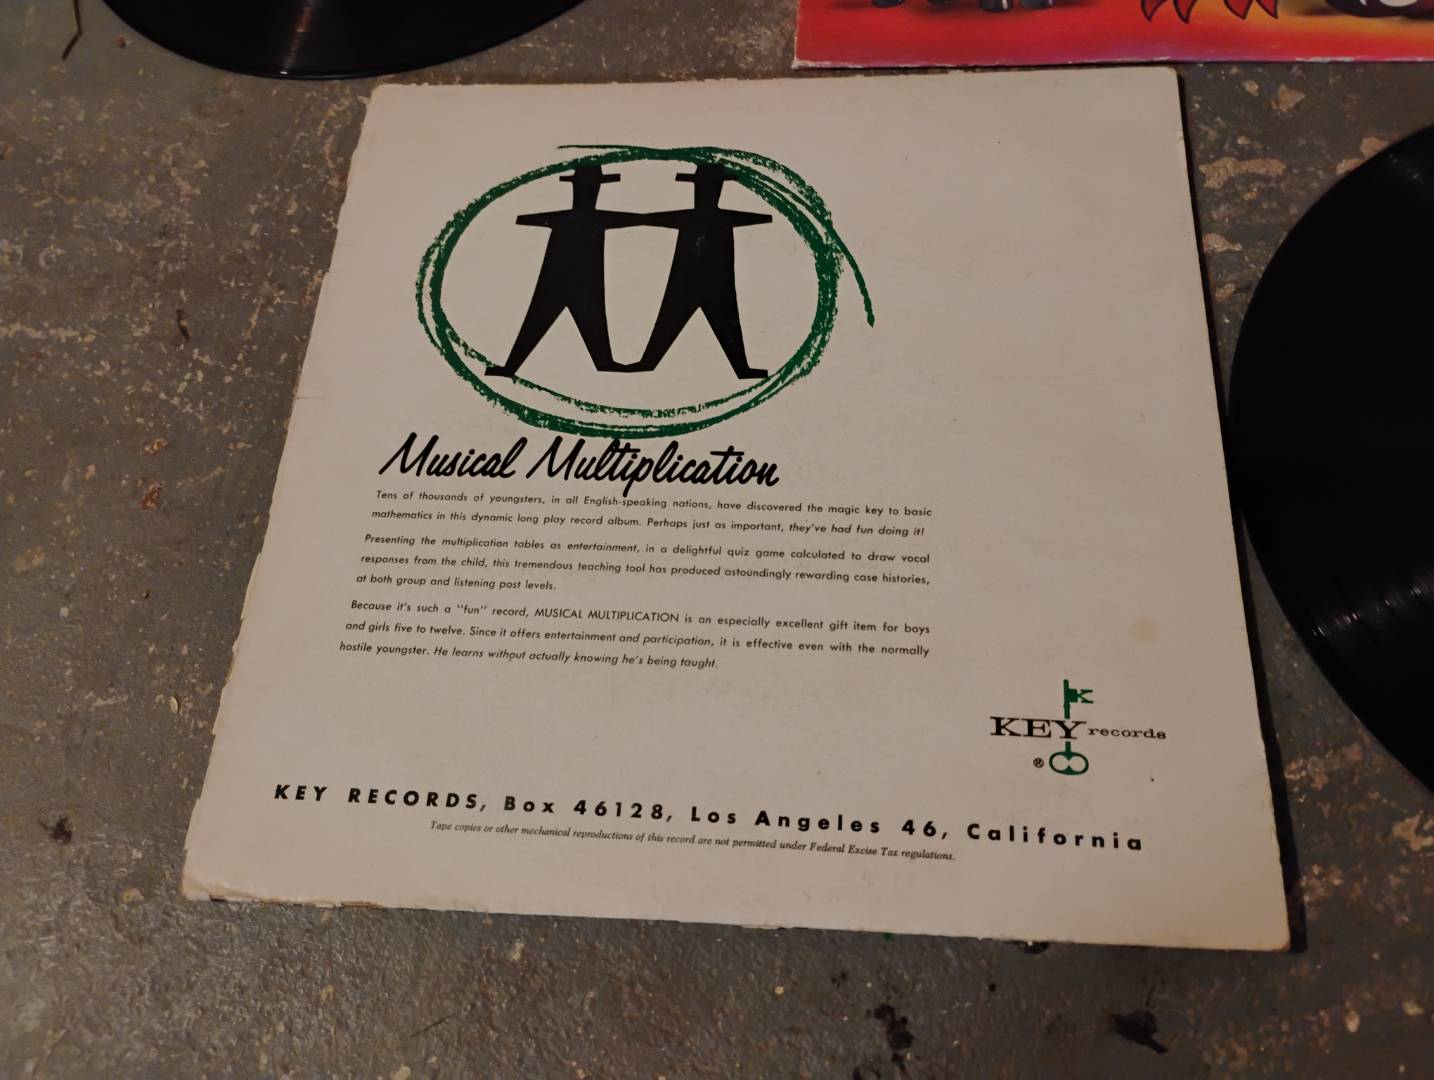 Musical Multiplication
Tens of thousands of youngsters, in all English-speaking nations, have discovered the magic key to basic
mathematics in this dynamic long play record album. Perhaps just as important, they've had fun doing it!
Presenting the multiplication tables as entertainment, in a delightful quiz game calculated to draw vocal
responses from the child, this tremendous teaching tool has produced astoundingly rewarding case histories,
at both group and listening post levels.
Because it's such a "fun" record, MUSICAL MULTIPLICATION is an especially excellent gift item for boys
and girls five to twelve. Since it offers entertainment and participation, it is effective even with the normally
hostile youngster. He learns without actually knowing he's being taught.
K
KEY records
®
KEY RECORDS, Box 46128, Los Angeles 46, California
Tape copies or other mechanical reproductions of this record are not permitted under Federal Excise Tax regulations.